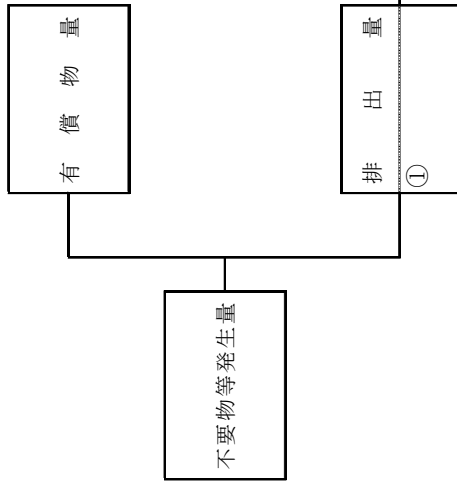 不要物等発生量
有償物量
排出量
①